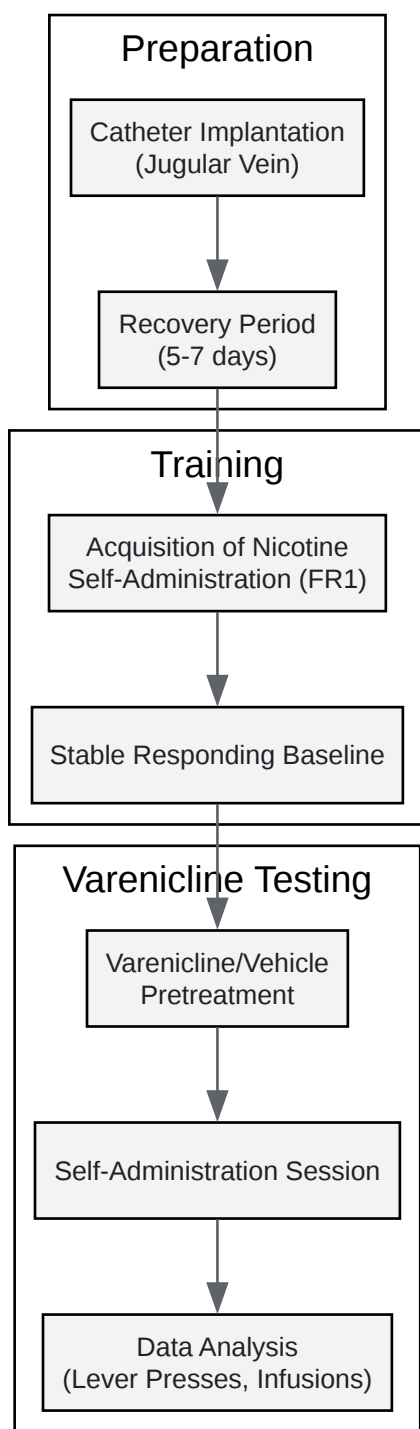 Preparation
Catheter Implantation
(Jugular Vein)
Recovery Period
(5-7 days)
Training
Acquisition of Nicotine
Self-Administration (FR1)
Stable Responding Baseline
Varenicline Testing
Varenicline/Vehicle
Pretreatment
Self-Administration Session
Data Analysis
(Lever Presses, Infusions)